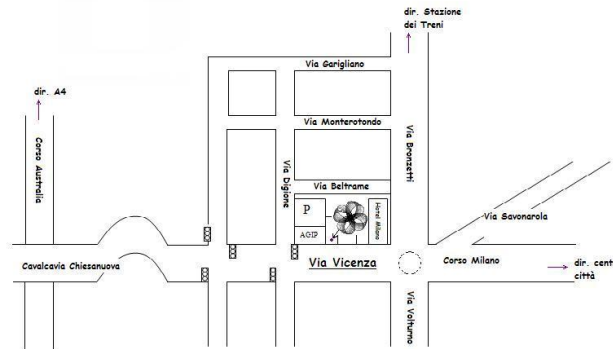 dir. Stazione
dei Treni
Via Garigliano
dir. A4
Via Monterotondo
Corso Australia
Via Digione
Via Bronzetti
Via Beltrame
P
Hotel Milano
Via Savonarola
AGIP
Cavalcavia Chiesanuova
Via Vicenza
Corso Milano
dir. cent
città
Via Volturno